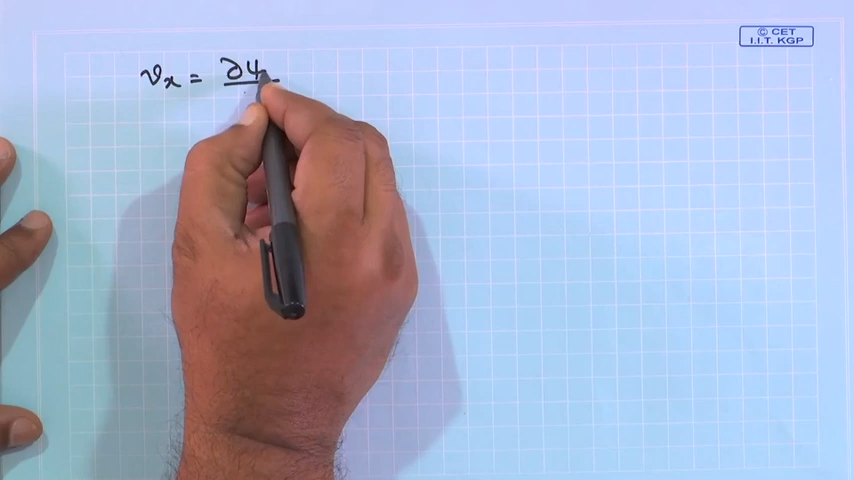 © CET
I.I.T. KGP
𝑣ₓ = ∂ψ